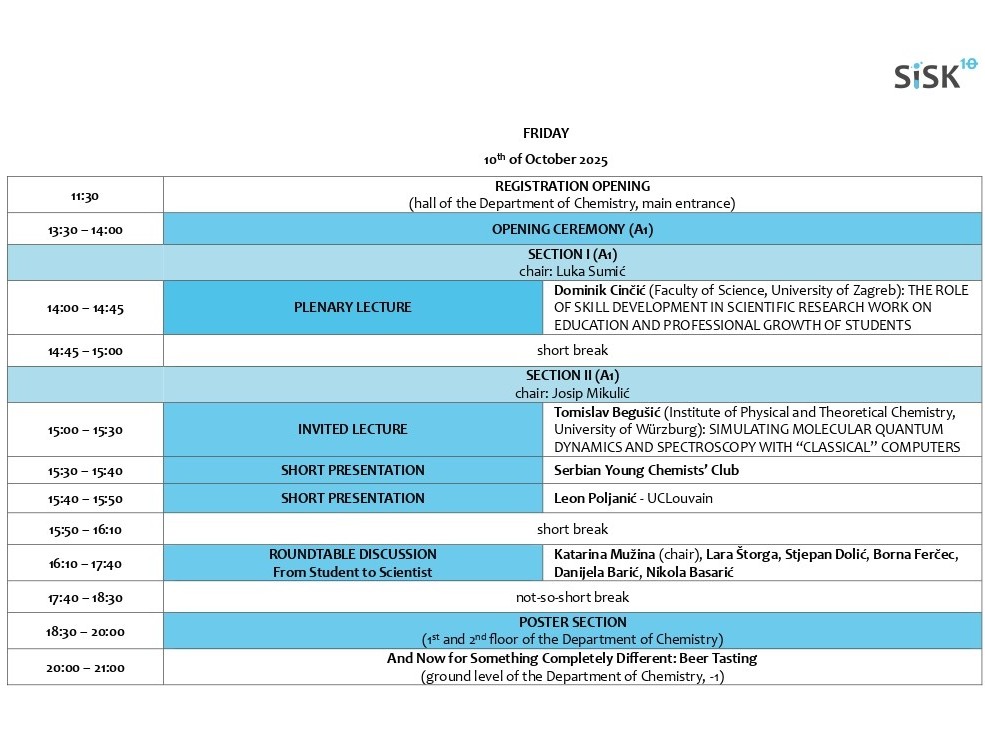 SiSK10
FRIDAY
10th of October 2025
11:30
REGISTRATION OPENING
(hall of the Department of Chemistry, main entrance)
13:30 – 14:00
OPENING CEREMONY (A1)
SECTION I (A1)
chair: Luka Sumić
14:00 – 14:45
PLENARY LECTURE
Dominik Cinčić (Faculty of Science, University of Zagreb): THE ROLE
OF SKILL DEVELOPMENT IN SCIENTIFIC RESEARCH WORK ON
EDUCATION AND PROFESSIONAL GROWTH OF STUDENTS
14:45 – 15:00
short break
SECTION II (A1)
chair: Josip Mikulić
15:00 – 15:30
INVITED LECTURE
Tomislav Begušić (Institute of Physical and Theoretical Chemistry,
University of Würzburg): SIMULATING MOLECULAR QUANTUM
DYNAMICS AND SPECTROSCOPY WITH “CLASSICAL” COMPUTERS
15:30 – 15:40
SHORT PRESENTATION
Serbian Young Chemists’ Club
15:40 – 15:50
SHORT PRESENTATION
Leon Poljanić - UCLouvain
15:50 – 16:10
short break
16:10 – 17:40
ROUNDTABLE DISCUSSION
From Student to Scientist
Katarina Mužina (chair), Lara Štorga, Stjepan Dolić, Borna Ferčec,
Danijela Barić, Nikola Basarić
17:40 – 18:30
not-so-short break
18:30 – 20:00
POSTER SECTION
(1st and 2nd floor of the Department of Chemistry)
20:00 – 21:00
And Now for Something Completely Different: Beer Tasting
(ground level of the Department of Chemistry, -1)